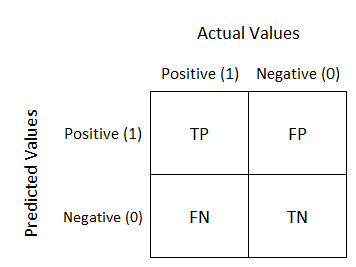 Actual Values
Positive (1) Negative (0)
Predicted Values
Positive (1) TP FP
Negative (0) FN TN